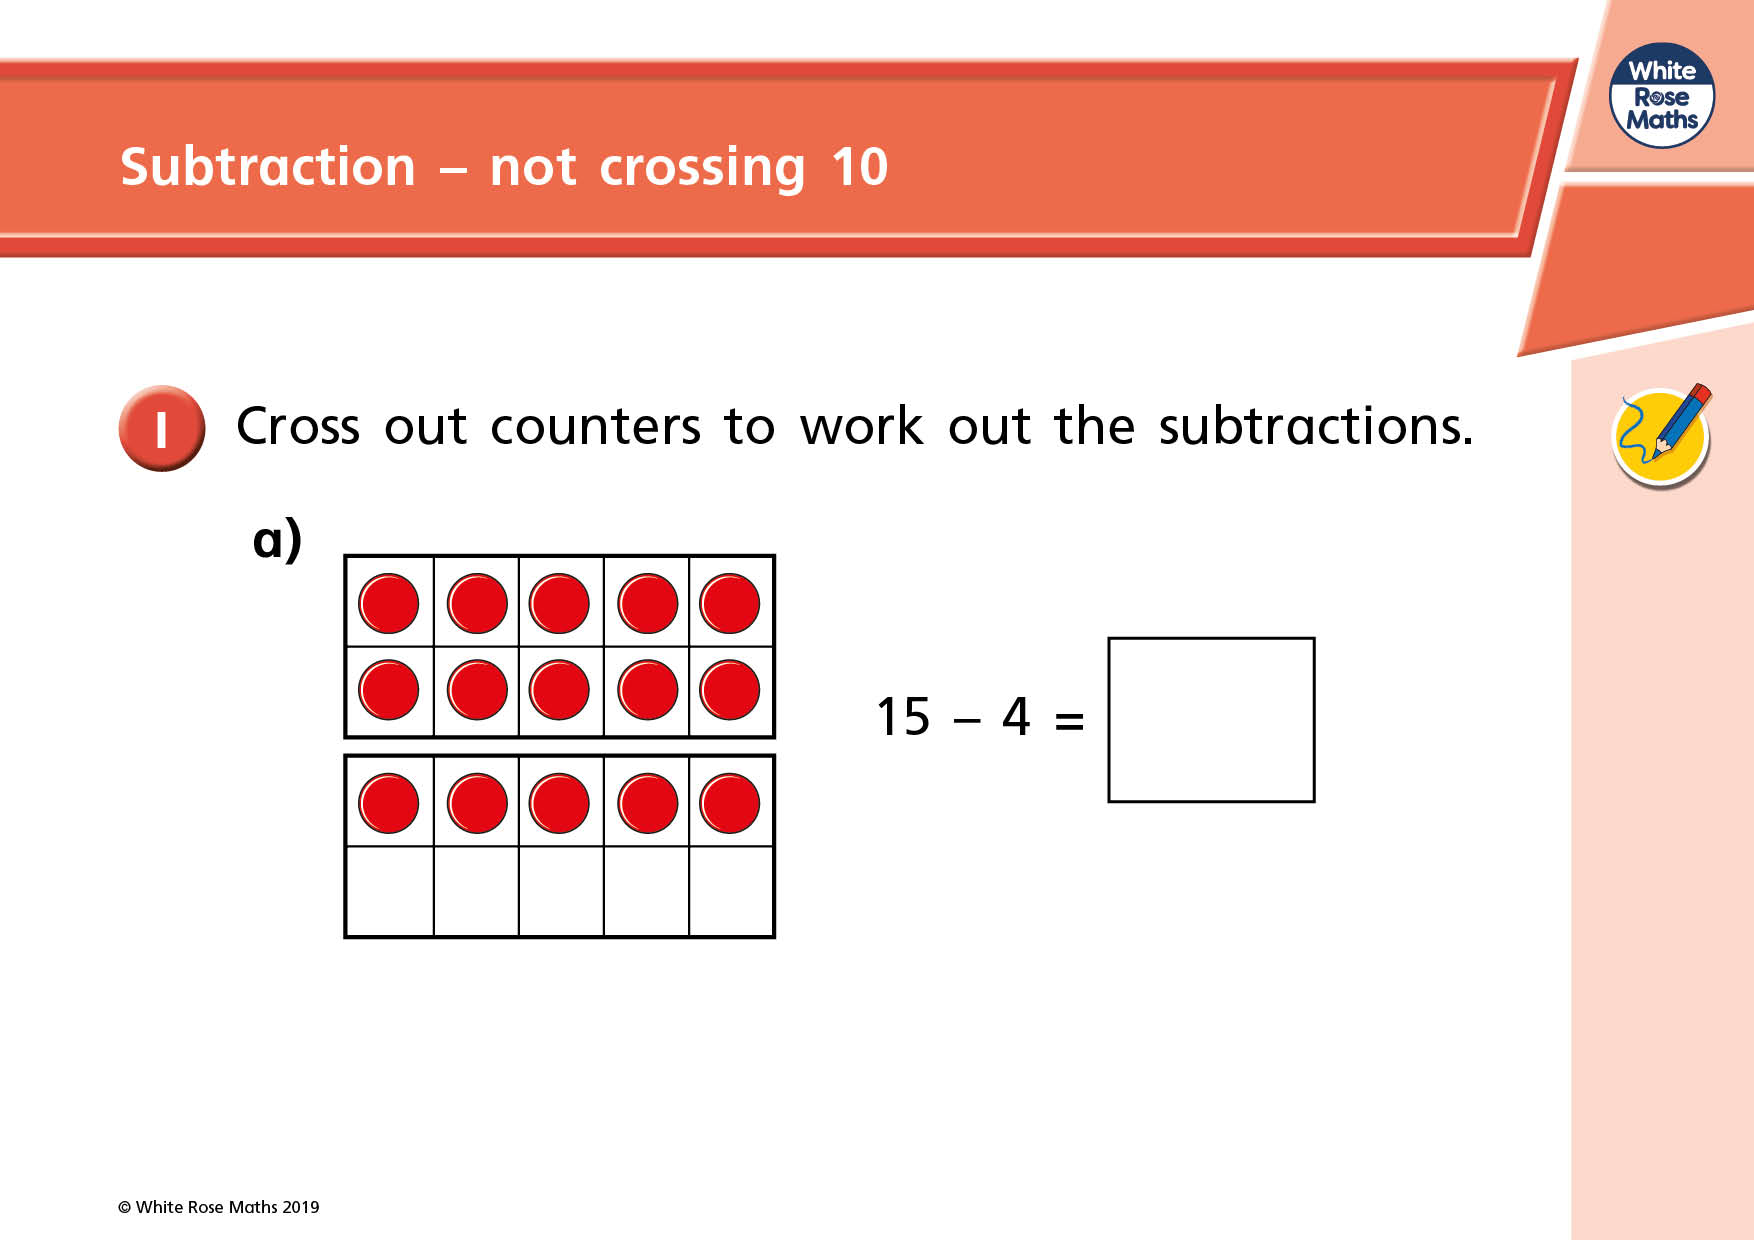 White
Rose
Maths
Subtraction – not crossing 10
1 Cross out counters to work out the subtractions.
a)
15 – 4 =
© White Rose Maths 2019